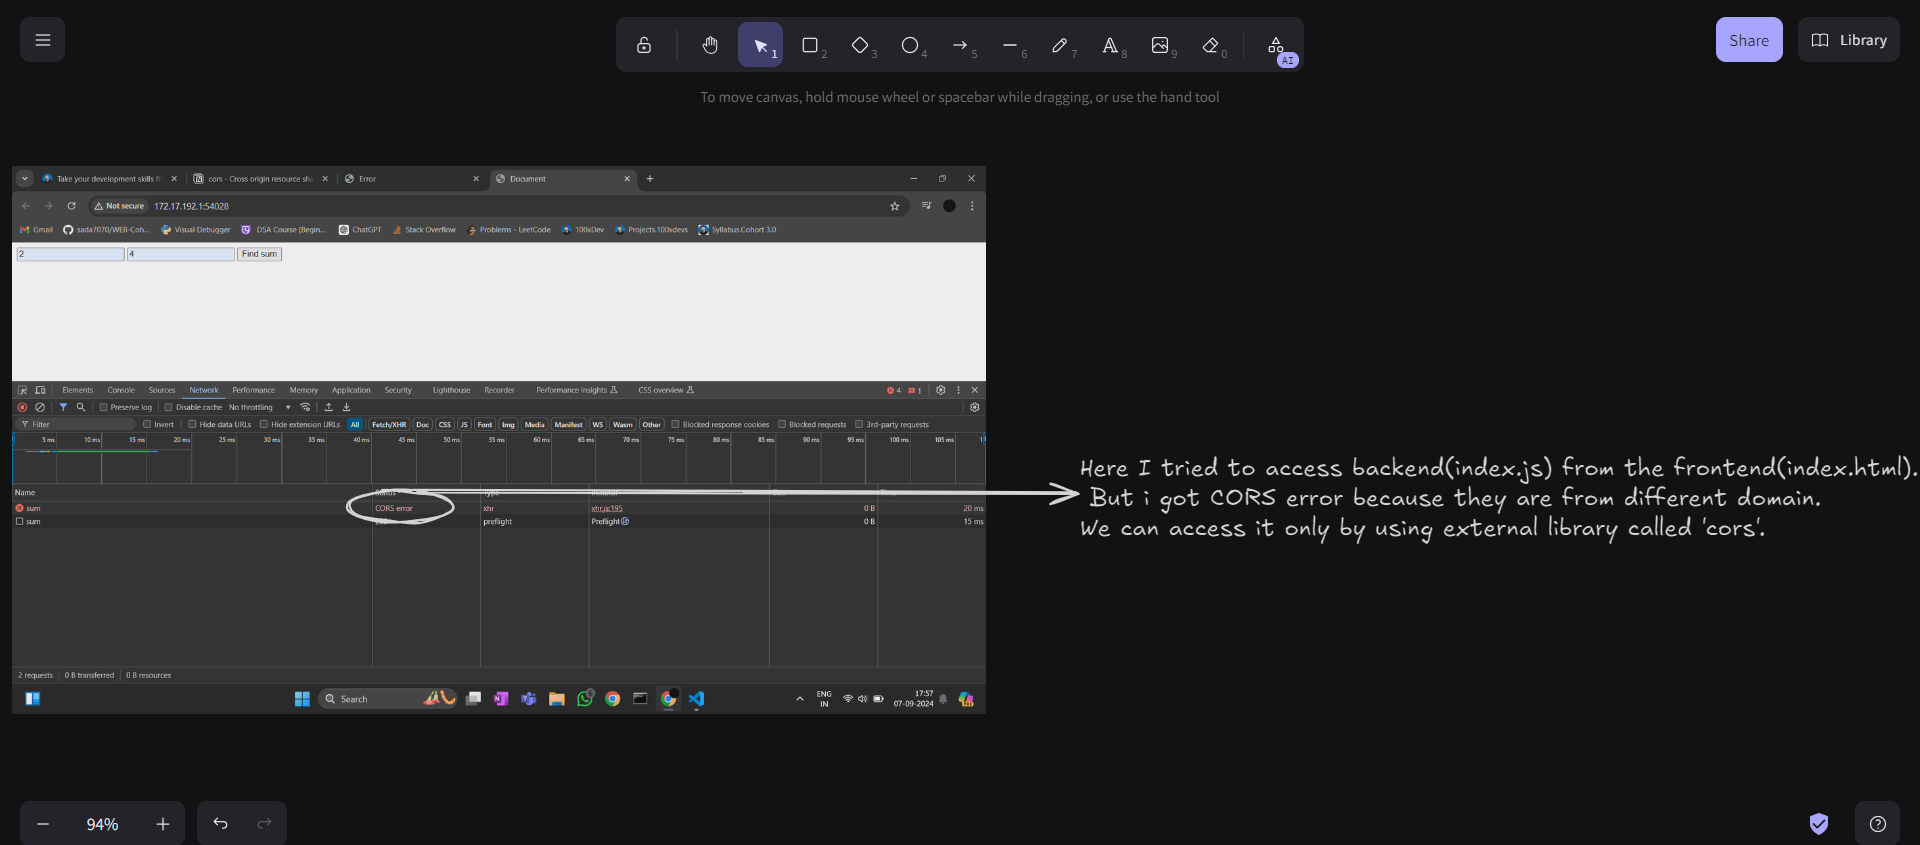 1
2
3
4
5
6
7
8
9
0
AI
Share
Library
To move canvas, hold mouse wheel or spacebar while dragging, or use the hand tool
Take your development skills fr
cors - Cross origin resource sha
Error
Document
Not secure 172.17.192.1:54028
Gmail
sada7070/WEB-Coh...
Visual Debugger
DSA Course (Begin...
ChatGPT
Stack Overflow
Problems - LeetCode
100xDev
Projects.100xdevs
Syllabus.Cohort 3.0
2
4
Find sum
Elements Console Sources Network Performance Memory Application Security Lighthouse Recorder Performance insights CSS overview
4
1
Preserve log Disable cache No throttling
Filter Invert Hide data URLs Hide extension URLs All Fetch/XHR Doc CSS JS Font Img Media Manifest WS Wasm Other Blocked response cookies Blocked requests 3rd-party requests
5 ms 10 ms 15 ms 20 ms 25 ms 30 ms 35 ms 40 ms 45 ms 50 ms 55 ms 60 ms 65 ms 70 ms 75 ms 80 ms 85 ms 90 ms 95 ms 100 ms 105 ms 1
Name Status Type
sum CORS error xhr xhr.js:195 0 B 20 ms
sum preflight Preflight 0 B 15 ms
Here I tried to access backend(index.js) from the frontend(index.html).
But i got CORS error because they are from different domain.
We can access it only by using external library called 'cors'.
2 requests 0 B transferred 0 B resources
Search
ENG
IN
17:57
07-09-2024
94%